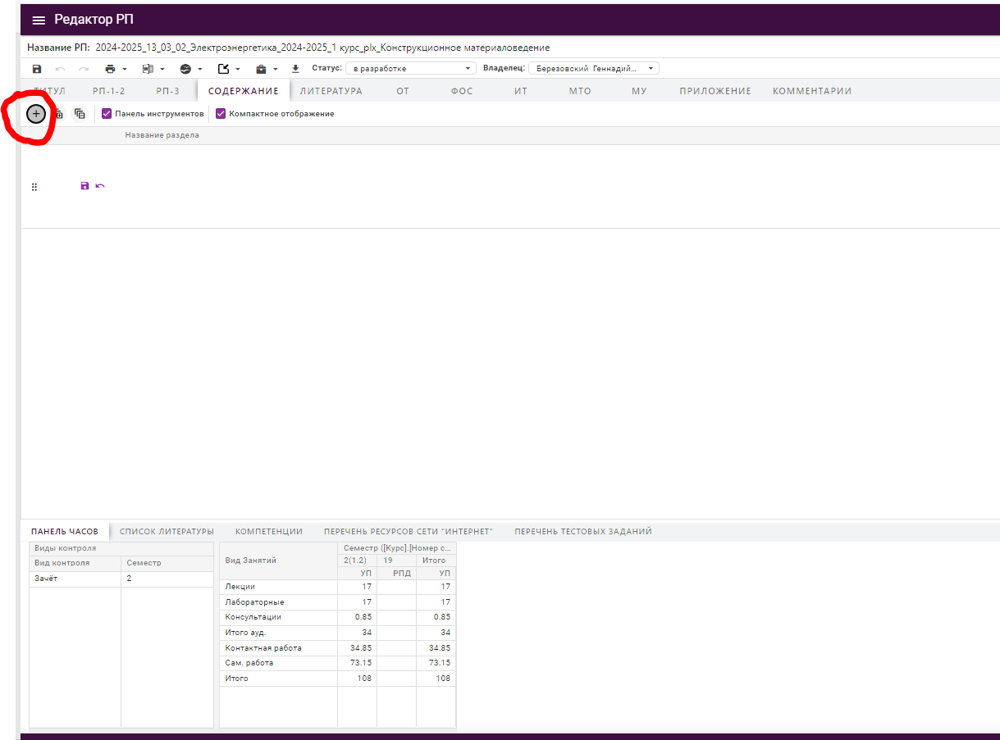 Редактор РП
Название РП: 2024-2025_13_03_02_Электроэнергетика_2024-2025_1 курс_plx_Конструкционное материаловедение
Статус: в разработке Владелец: Березовский Геннадий...
ТИТУЛ РП-1-2 РП-3 СОДЕРЖАНИЕ ЛИТЕРАТУРА ОТ ФОС ИТ МТО МУ ПРИЛОЖЕНИЕ КОММЕНТАРИИ
Панель инструментов Компактное отображение
Название раздела
ПАНЕЛЬ ЧАСОВ СПИСОК ЛИТЕРАТУРЫ КОМПЕТЕНЦИИ ПЕРЕЧЕНЬ РЕСУРСОВ СЕТИ "ИНТЕРНЕТ" ПЕРЕЧЕНЬ ТЕСТОВЫХ ЗАДАНИЙ
Виды контроля
Вид контроля Семестр
Зачёт 2
Вид Занятий Семестр ([Курс].[Номер с...
2(1.2) 19 Итого
УП РПД УП
Лекции 17 17
Лабораторные 17 17
Консультации 0.85 0.85
Итого ауд. 34 34
Контактная работа 34.85 34.85
Сам. работа 73.15 73.15
Итого 108 108